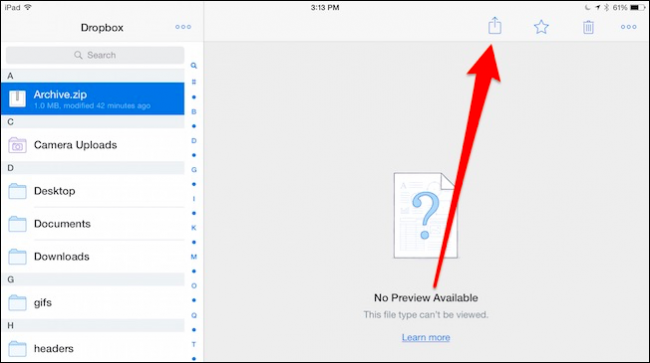 iPad
3:13 PM
61%
Dropbox
Search
A
Archive.zip
1.0 MB, modified 42 minutes ago
C
Camera Uploads
D
Desktop
Documents
Downloads
G
gifs
H
headers
#
B
D
G
I
K
M
O
Q
T
No Preview Available
This file type can't be viewed.
Learn more